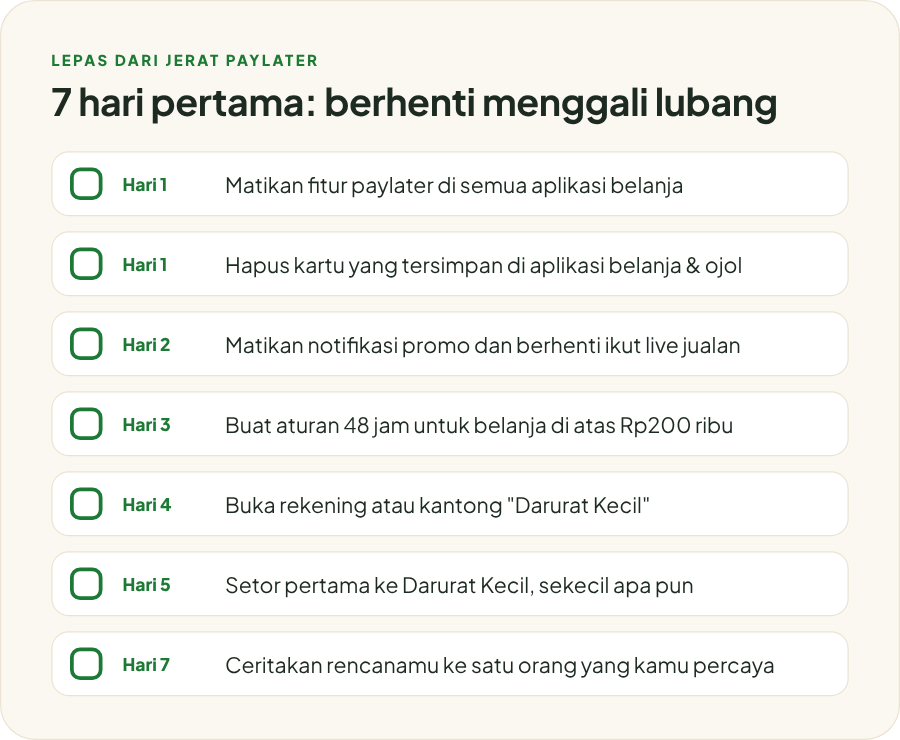 LEPAS DARI JERAT PAYLATER
7 hari pertama: berhenti menggali lubang
Hari 1 Matikan fitur paylater di semua aplikasi belanja
Hari 1 Hapus kartu yang tersimpan di aplikasi belanja & ojol
Hari 2 Matikan notifikasi promo dan berhenti ikut live jualan
Hari 3 Buat aturan 48 jam untuk belanja di atas Rp200 ribu
Hari 4 Buka rekening atau kantong "Darurat Kecil"
Hari 5 Setor pertama ke Darurat Kecil, sekecil apa pun
Hari 7 Ceritakan rencanamu ke satu orang yang kamu percaya